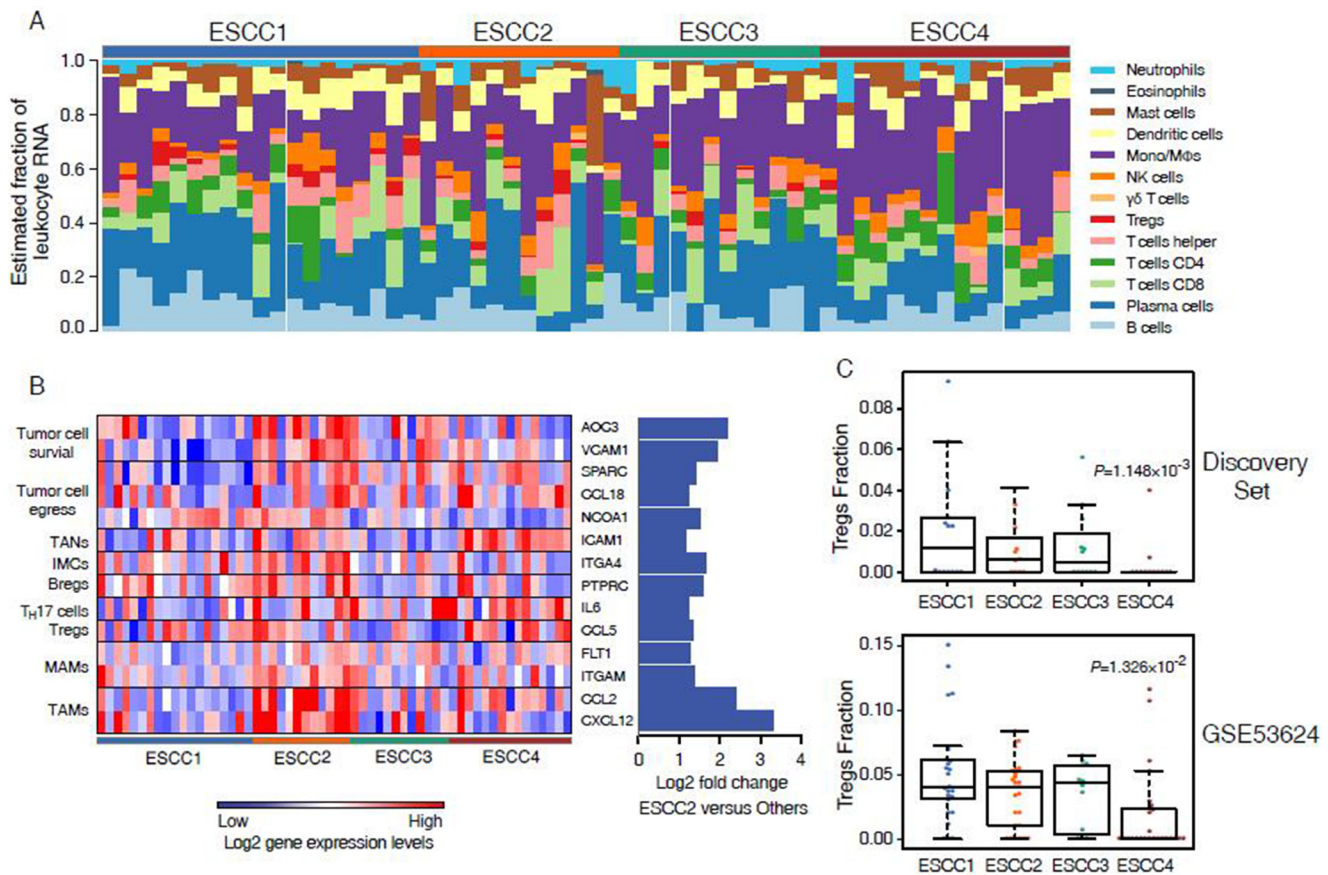 A
ESCC1
ESCC2
ESCC3
ESCC4
Estimated fraction of
leukocyte RNA
1.0
0.8
0.6
0.4
0.2
0.0
Neutrophils
Eosinophils
Mast cells
Dendritic cells
Mono/MΦs
NK cells
γδ T cells
Tregs
T cells helper
T cells CD4
T cells CD8
Plasma cells
B cells
B
Tumor cell
survial
Tumor cell
egress
TANs
IMCs
Bregs
TH17 cells
Tregs
MAMs
TAMs
AOC3
VCAM1
SPARC
CCL18
NCOA1
ICAM1
ITGA4
PTPRC
IL6
CCL5
FLT1
ITGAM
CCL2
CXCL12
ESCC1
ESCC2
ESCC3
ESCC4
Low
High
Log2 gene expression levels
0
1
2
3
4
Log2 fold change
ESCC2 versus Others
C
Tregs Fraction
0.08
0.06
0.04
0.02
0.00
P=1.148×10-3
Discovery
Set
ESCC1
ESCC2
ESCC3
ESCC4
Tregs Fraction
0.15
0.10
0.05
0.00
P=1.326×10-2
GSE53624
ESCC1
ESCC2
ESCC3
ESCC4